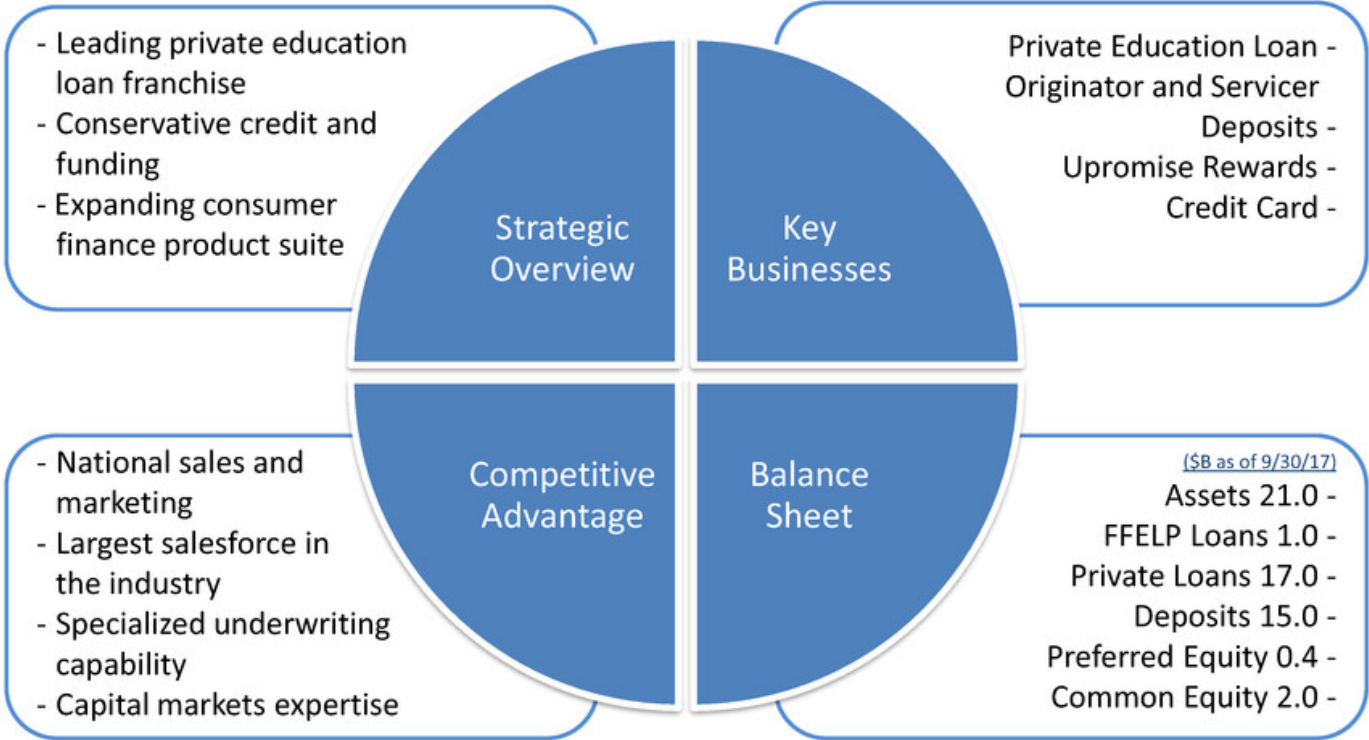 - Leading private education
loan franchise
- Conservative credit and
funding
- Expanding consumer
finance product suite
Strategic
Overview
Key
Businesses
Private Education Loan -
Originator and Servicer
Deposits -
Upromise Rewards -
Credit Card -
- National sales and
marketing
- Largest salesforce in
the industry
- Specialized underwriting
capability
- Capital markets expertise
Competitive
Advantage
Balance
Sheet
($B as of 9/30/17)
Assets 21.0 -
FFELP Loans 1.0 -
Private Loans 17.0 -
Deposits 15.0 -
Preferred Equity 0.4 -
Common Equity 2.0 -